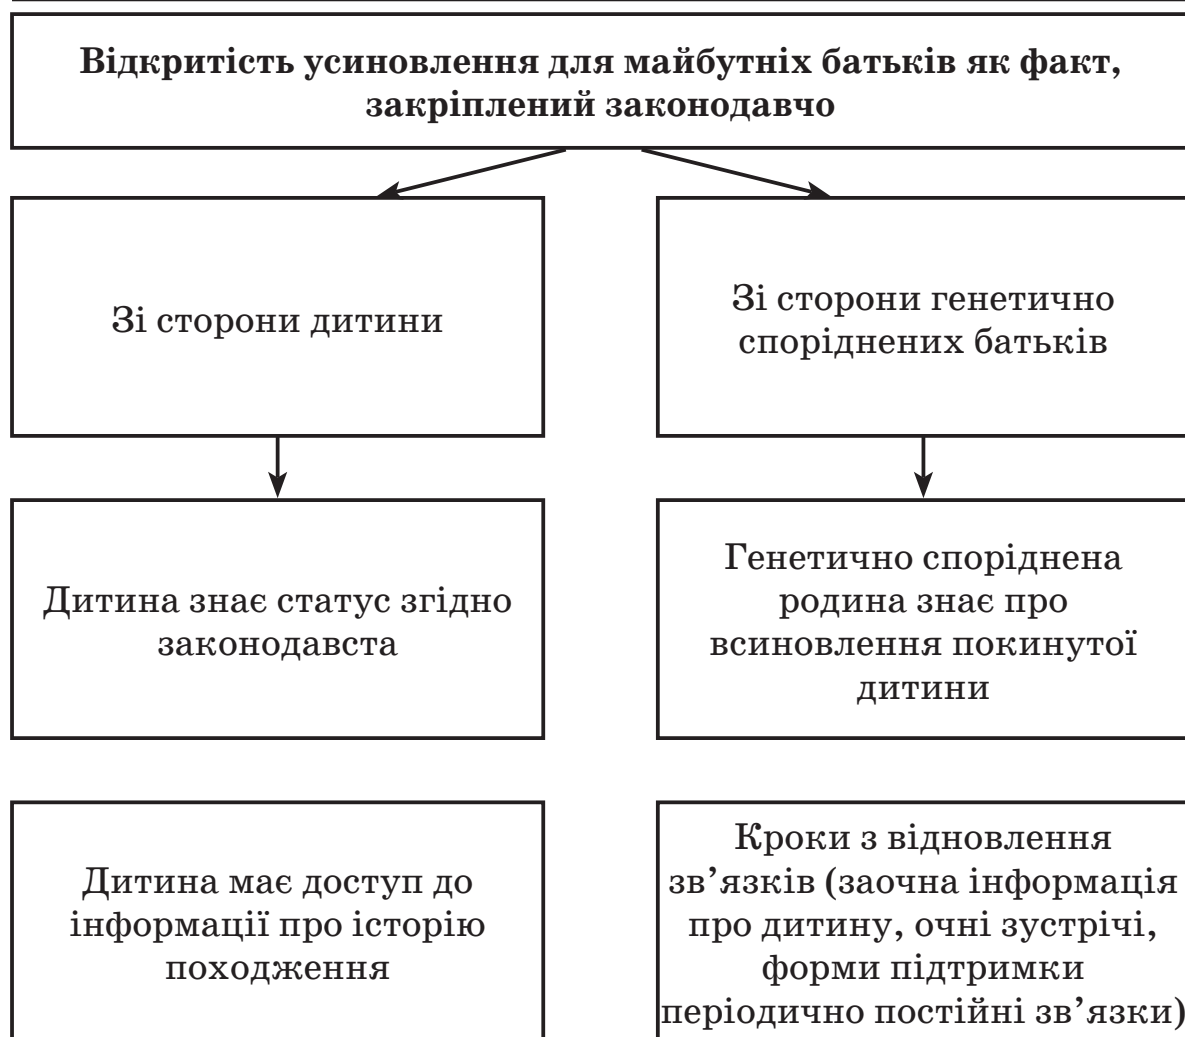 Відкритість усиновлення для майбутніх батьків як факт,
закріплений законодавчо
Зі сторони дитини
Зі сторони генетично
споріднених батьків
Дитина знає статус згідно
законодавста
Генетично споріднена
родина знає про
всиновлення покинутої
дитини
Дитина має доступ до
інформації про історію
походження
Кроки з відновлення
зв’язків (заочна інформація
про дитину, очні зустрічі,
форми підтримки
періодично постійні зв’язки)